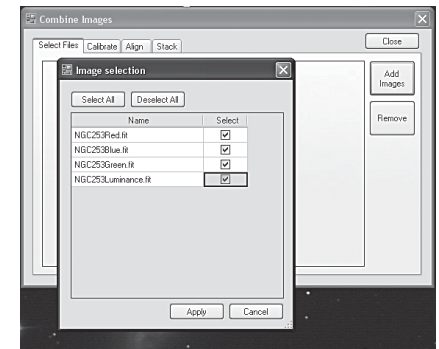 Combine Images
Select Files Calibrate Align Stack
Close
Add
Images
Remove
Image selection
Select All Deselect All
Name Select
NGC253Red.fit
NGC253Blue.fit
NGC253Green.fit
NGC253Luminance.fit
Apply Cancel